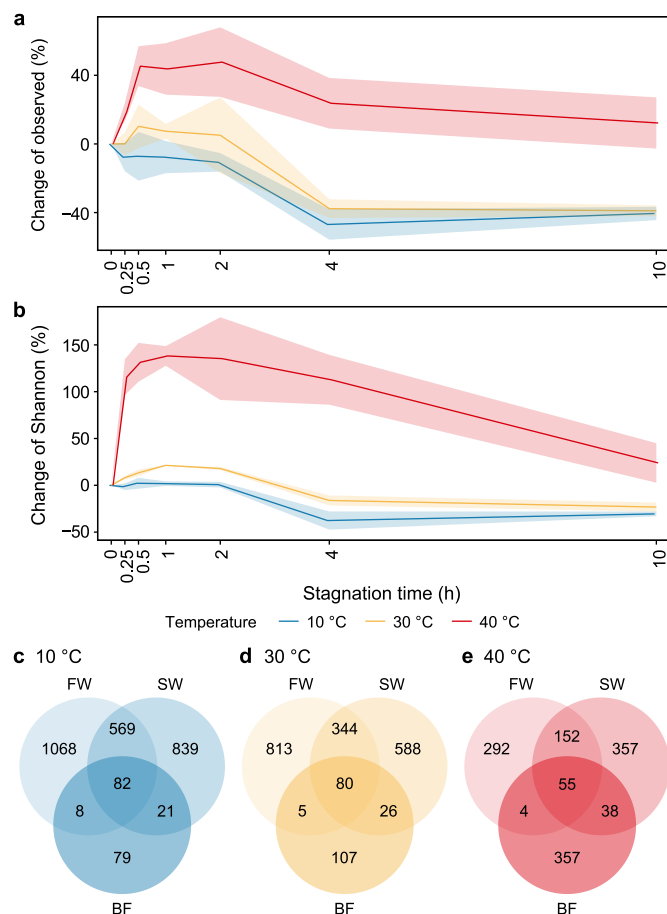 a
Change of observed (%)
40
0
−40
0
0.25
0.5
1
2
4
10
b
Change of Shannon (%)
150
100
50
0
−50
0
0.25
0.5
1
2
4
10
Stagnation time (h)
Temperature
10 °C
30 °C
40 °C
c 10 °C
FW
SW
569
1068
839
82
8
21
79
BF
d 30 °C
FW
SW
344
813
588
80
5
26
107
BF
e 40 °C
FW
SW
152
292
357
55
4
38
357
BF